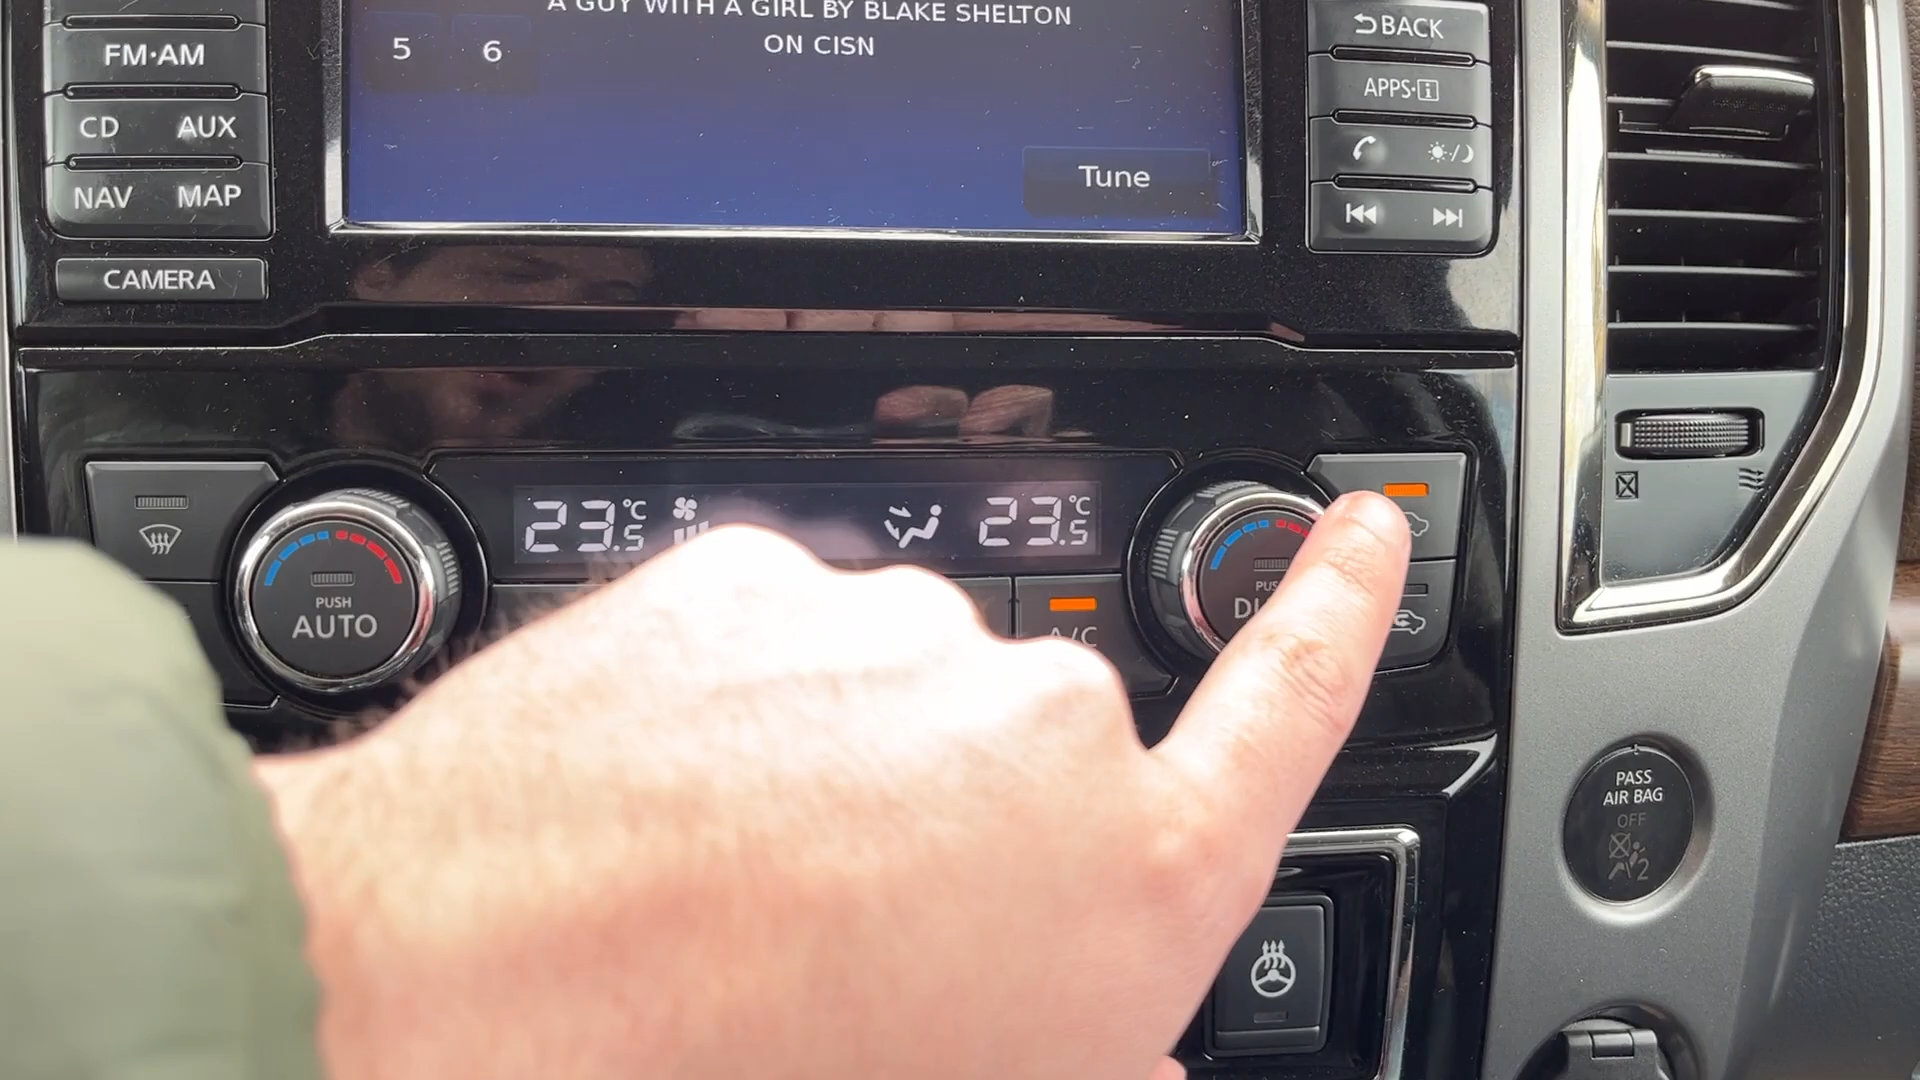 A GUY WITH A GIRL BY BLAKE SHELTON
ON CISN
5 6
Tune
FM·AM
CD AUX
NAV MAP
CAMERA
BACK
APPS·i
23.5°C
23.5°C
PUSH
AUTO
A/C
PASS
AIR BAG
OFF
2